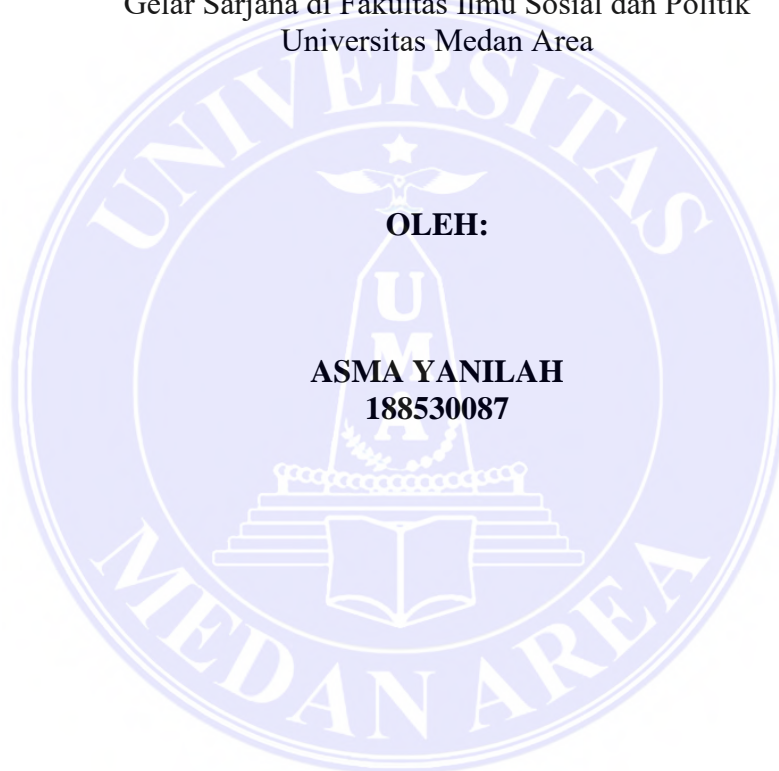 Gelar Sarjana di Fakultas Ilmu Sosial dan Politik
Universitas Medan Area
UNIVERSITAS
OLEH:
U
M
A
ASMA YANILAH
188530087
MEDAN AREA